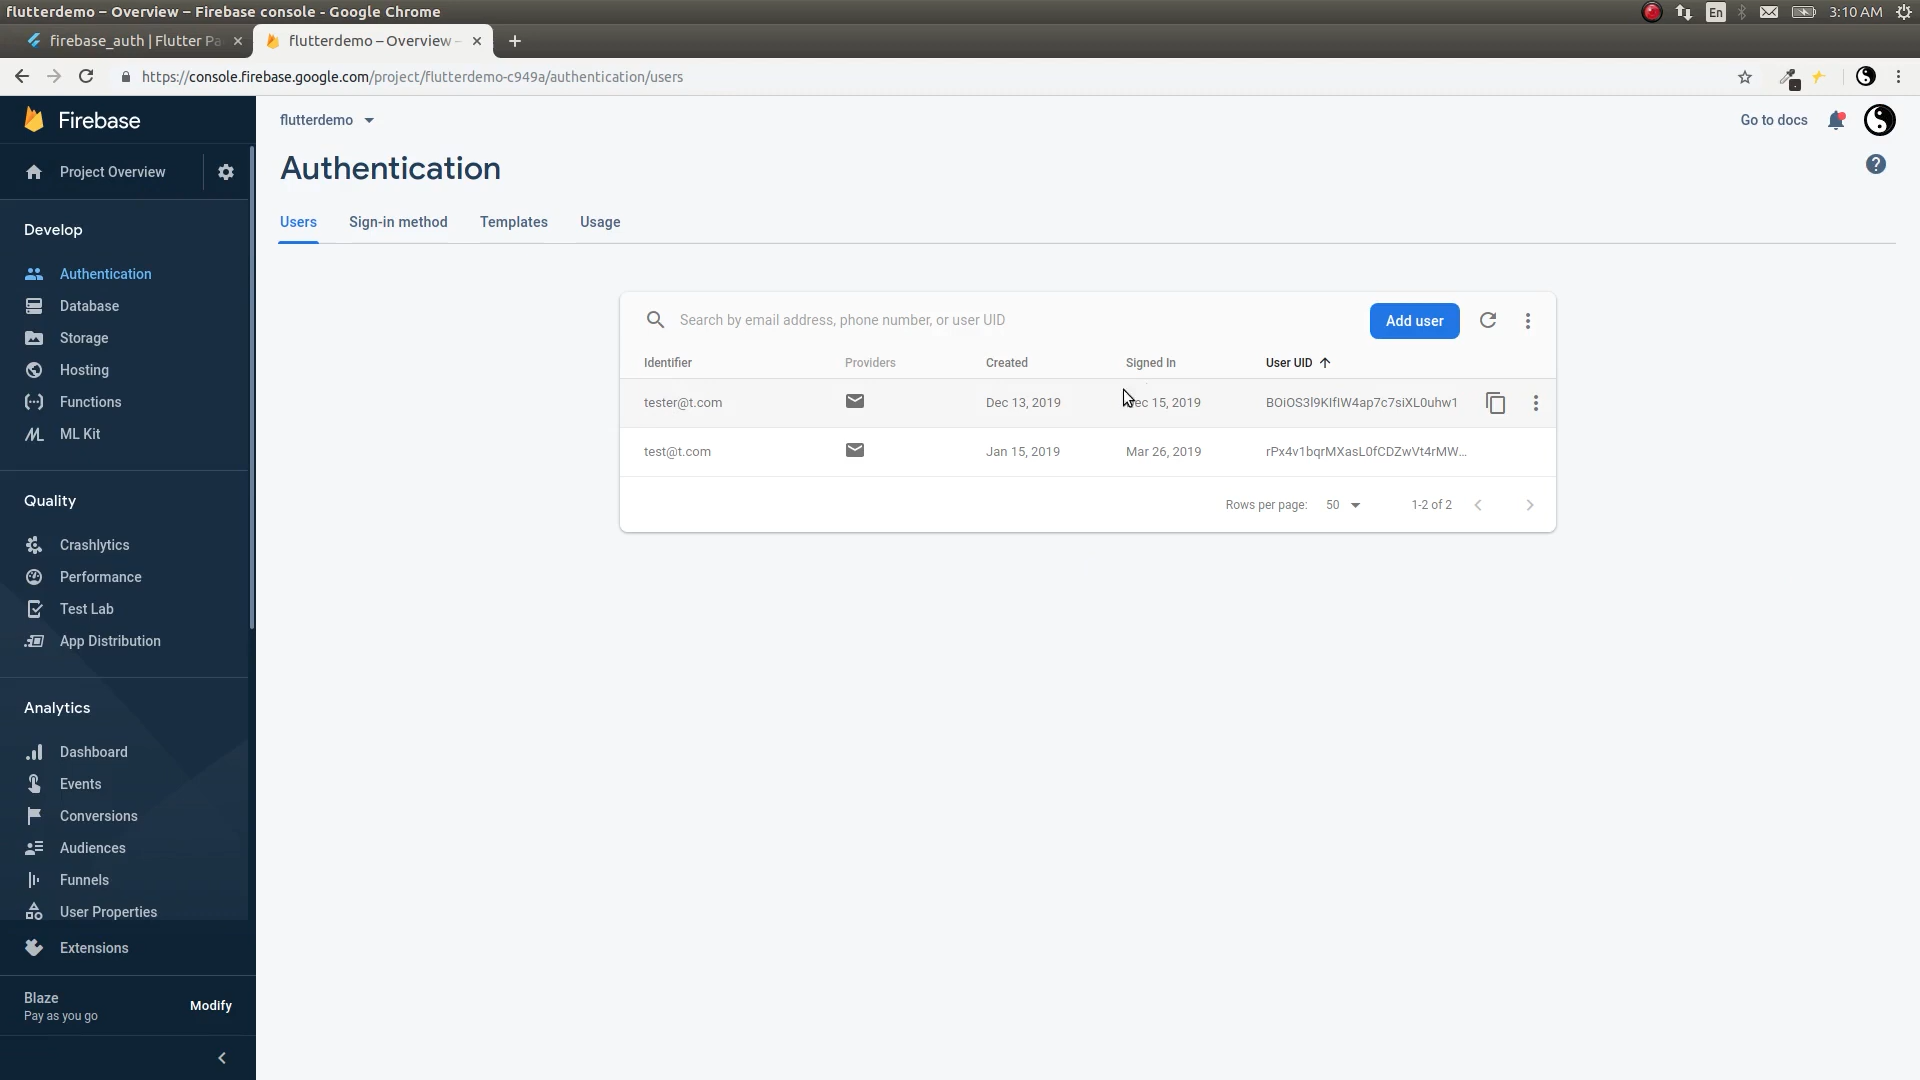 flutterdemo – Overview – Firebase console - Google Chrome
En
3:10 AM
firebase_auth | Flutter Pa
flutterdemo – Overview –
https://console.firebase.google.com/project/flutterdemo-c949a/authentication/users
Firebase
flutterdemo
Go to docs
Project Overview
Authentication
Users
Sign-in method
Templates
Usage
Develop
Authentication
Database
Storage
Hosting
Functions
ML Kit
Quality
Crashlytics
Performance
Test Lab
App Distribution
Analytics
Dashboard
Events
Conversions
Audiences
Funnels
User Properties
Extensions
Blaze
Pay as you go
Modify
Search by email address, phone number, or user UID
Add user
Identifier Providers Created Signed In User UID
tester@t.com Dec 13, 2019 ec 15, 2019 BOiOS3l9KIfIW4ap7c7siXL0uhw1
test@t.com Jan 15, 2019 Mar 26, 2019 rPx4v1bqrMXasL0fCDZwVt4rMW...
Rows per page: 50 1-2 of 2